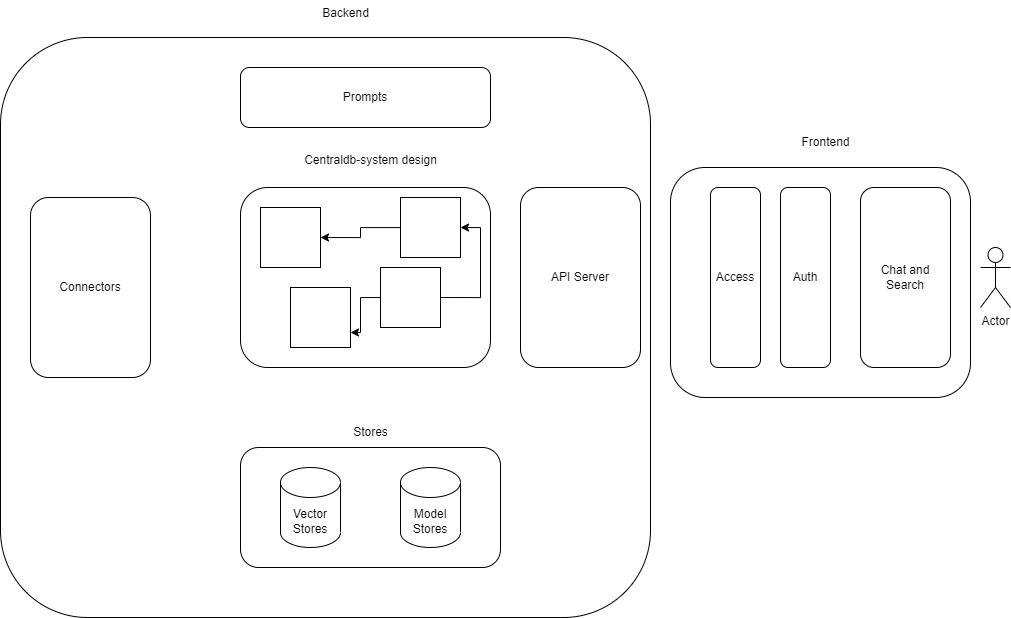 Backend
Prompts
Centraldb-system design
Connectors
API Server
Stores
Vector
Stores
Model
Stores
Frontend
Access
Auth
Chat and
Search
Actor